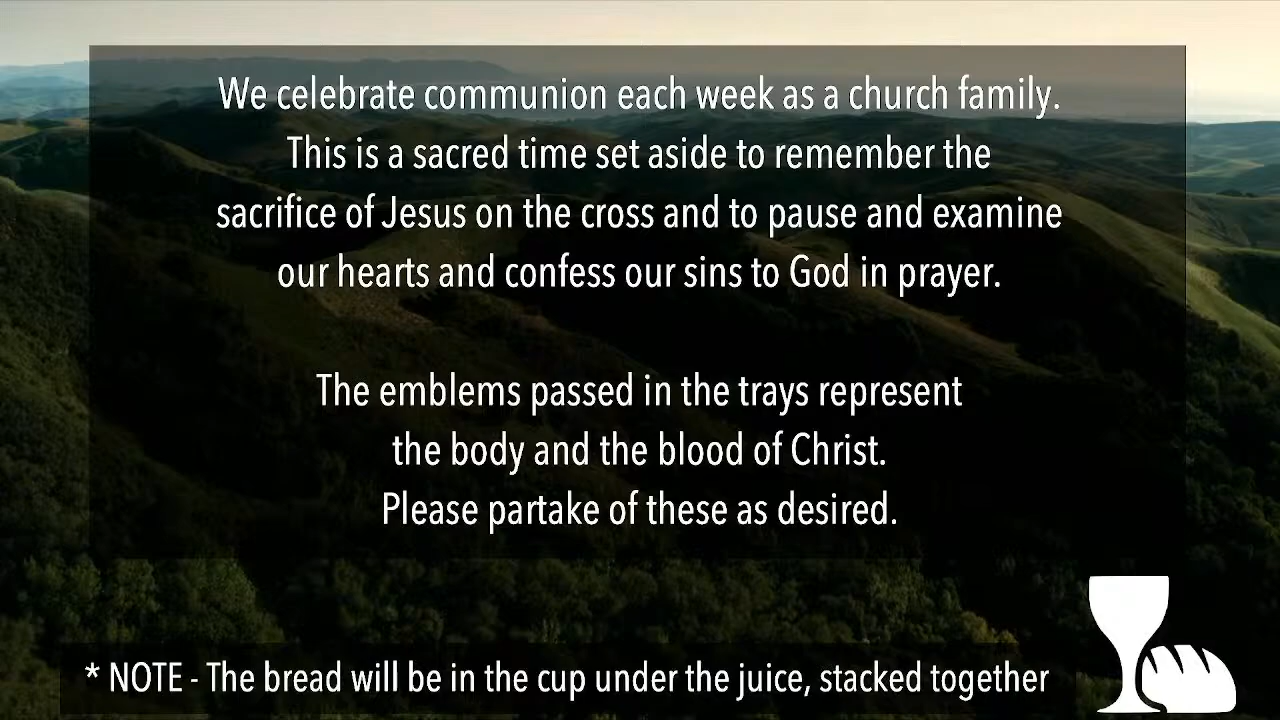 We celebrate communion each week as a church family.
This is a sacred time set aside to remember the
sacrifice of Jesus on the cross and to pause and examine
our hearts and confess our sins to God in prayer.
The emblems passed in the trays represent
the body and the blood of Christ.
Please partake of these as desired.
* NOTE - The bread will be in the cup under the juice, stacked together